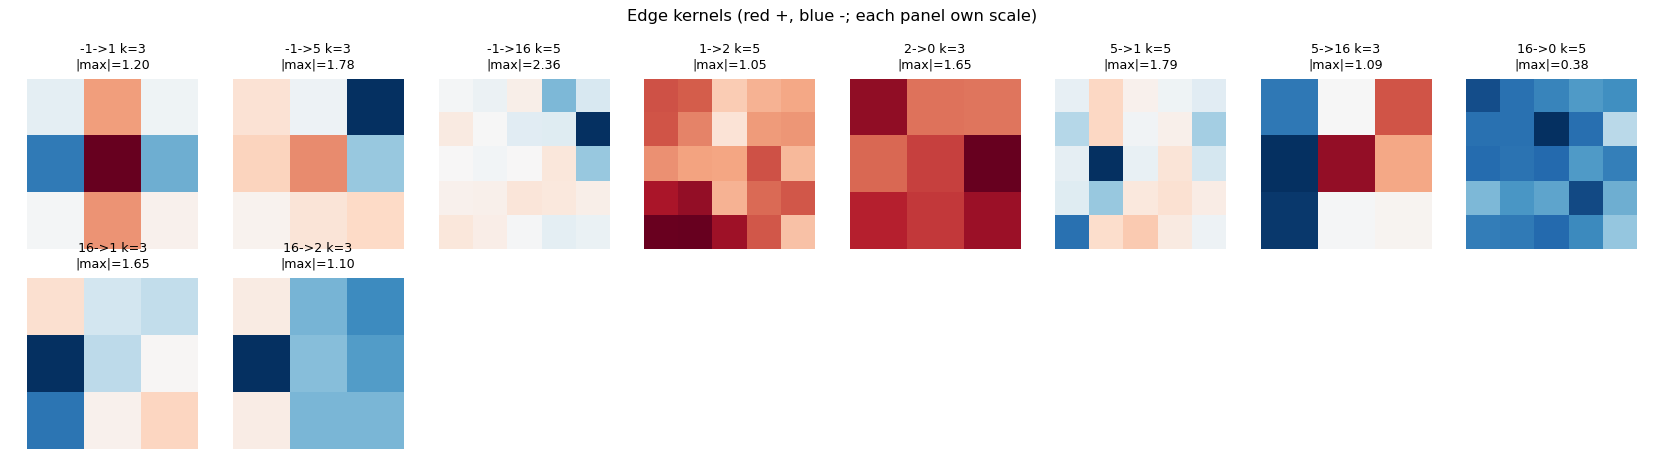 Edge kernels (red +, blue -; each panel own scale)
-1->1 k=3
|max|=1.20
-1->5 k=3
|max|=1.78
-1->16 k=5
|max|=2.36
1->2 k=5
|max|=1.05
2->0 k=3
|max|=1.65
5->1 k=5
|max|=1.79
5->16 k=3
|max|=1.09
16->0 k=5
|max|=0.38
16->1 k=3
|max|=1.65
16->2 k=3
|max|=1.10